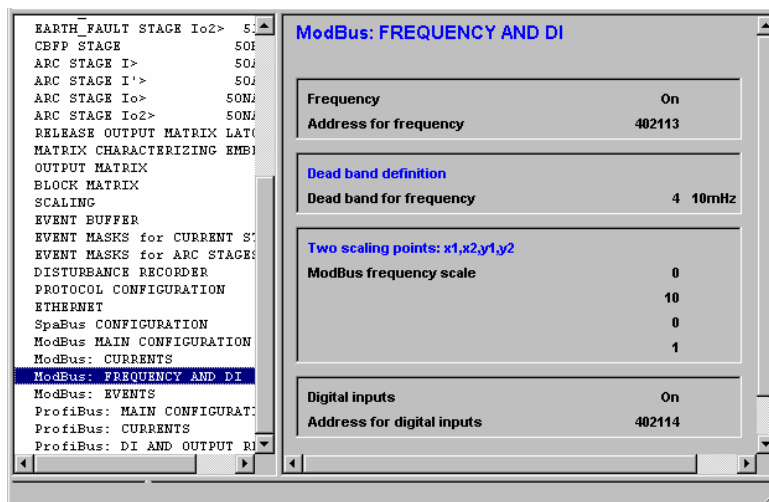 EARTH_FAULT STAGE Io2>
CBFP STAGE
ARC STAGE I>
ARC STAGE I'>
ARC STAGE Io>
ARC STAGE Io2>
RELEASE OUTPUT MATRIX
MATRIX CHARACTERIZING
OUTPUT MATRIX
BLOCK MATRIX
SCALING
EVENT BUFFER
EVENT MASKS for CURRENT
EVENT MASKS for ARC STAGES
DISTURBANCE RECORDER
PROTOCOL CONFIGURATION
ETHERNET
SpaBus CONFIGURATION
ModBus MAIN CONFIGURATION
ModBus: CURRENTS
ModBus: FREQUENCY AND DI
ModBus: EVENTS
ProfiBus: MAIN
ProfiBus: CURRENTS
ProfiBus: DI AND OUTPUT
ModBus: FREQUENCY AND DI
Frequency On
Address for frequency 402113
Dead band definition
Dead band for frequency 4 10mHz
Two scaling points: x1,x2,y1,y2
ModBus frequency scale 0
10
0
1
Digital inputs On
Address for digital inputs 402114